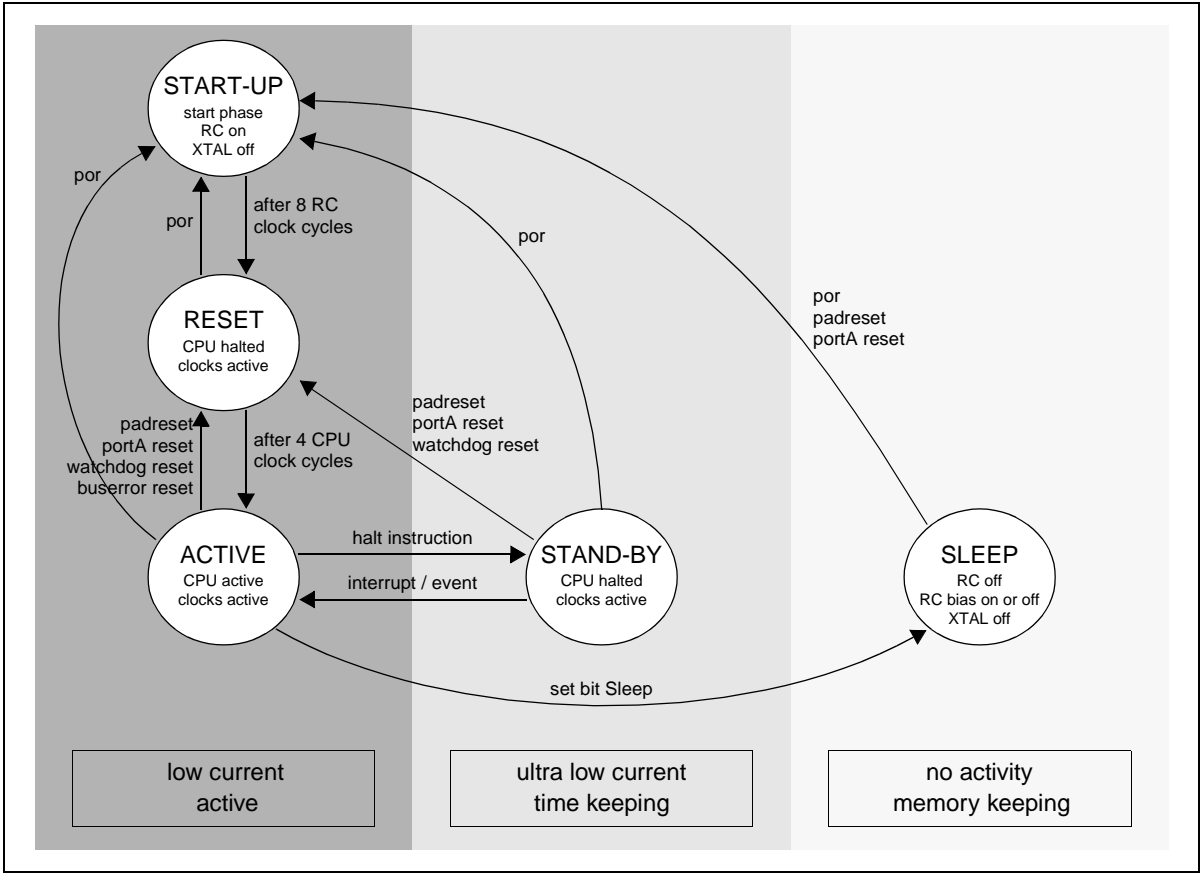 START-UP
start phase
RC on
XTAL off
por
por
after 8 RC
clock cycles
por
RESET
CPU halted
clocks active
por
padreset
portA reset
padreset
portA reset
watchdog reset
buserror reset
after 4 CPU
clock cycles
padreset
portA reset
watchdog reset
ACTIVE
CPU active
clocks active
halt instruction
interrupt / event
STAND-BY
CPU halted
clocks active
SLEEP
RC off
RC bias on or off
XTAL off
set bit Sleep
low current
active
ultra low current
time keeping
no activity
memory keeping